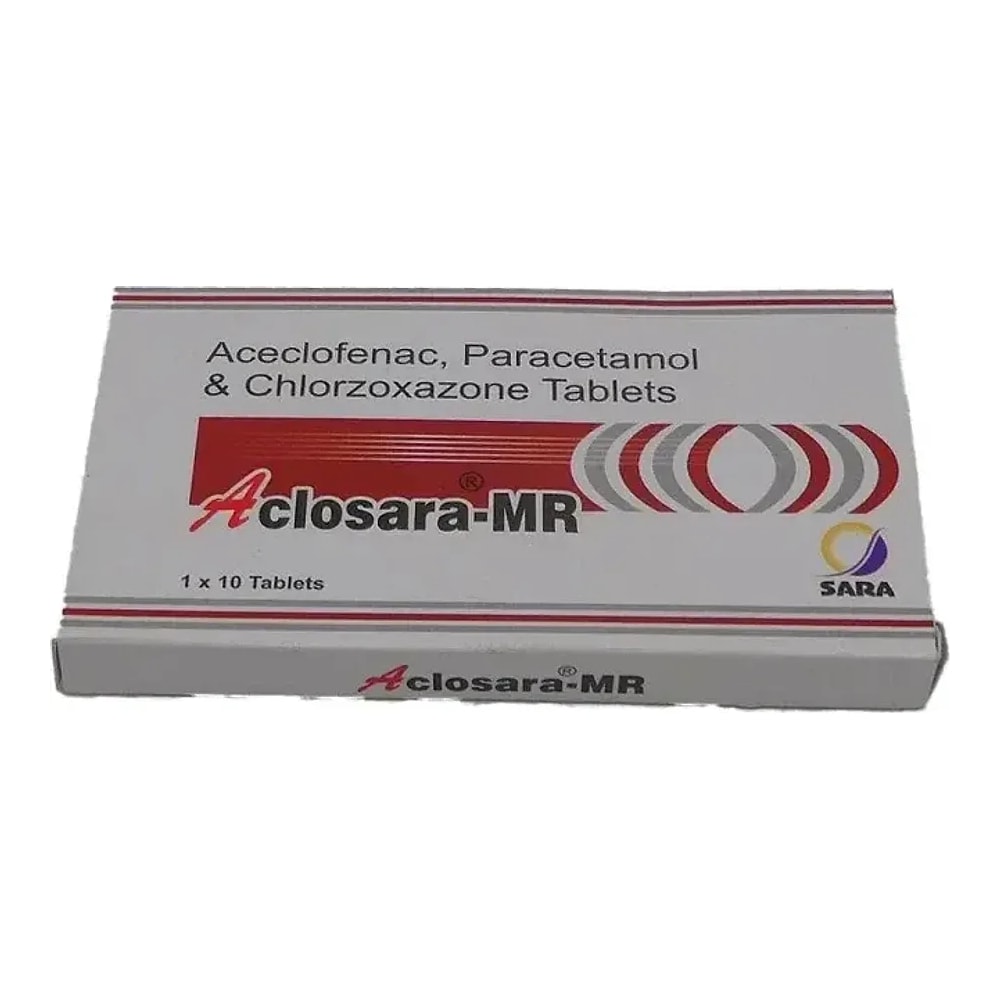 Aceclofenac, Paracetamol
& Chlorzoxazone Tablets
Aclosara®-MR
1 x 10 Tablets
SARA
Aclosara®-MR